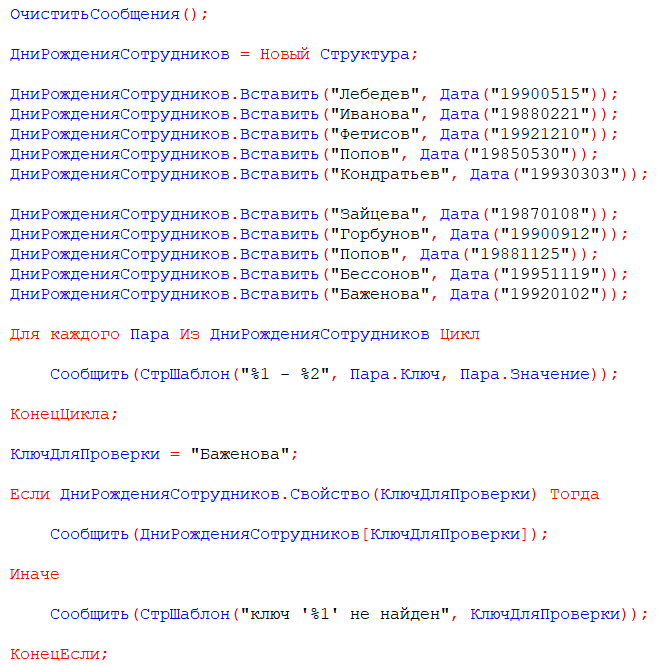 ОчиститьСообщения();
ДниРожденияСотрудников = Новый Структура;
ДниРожденияСотрудников.Вставить("Лебедев", Дата("19900515"));
ДниРожденияСотрудников.Вставить("Иванова", Дата("19880221"));
ДниРожденияСотрудников.Вставить("Фетисов", Дата("19921210"));
ДниРожденияСотрудников.Вставить("Попов", Дата("19850530"));
ДниРожденияСотрудников.Вставить("Кондратьев", Дата("19930303"));
ДниРожденияСотрудников.Вставить("Зайцева", Дата("19870108"));
ДниРожденияСотрудников.Вставить("Горбунов", Дата("19900912"));
ДниРожденияСотрудников.Вставить("Попов", Дата("19881125"));
ДниРожденияСотрудников.Вставить("Бессонов", Дата("19951119"));
ДниРожденияСотрудников.Вставить("Баженова", Дата("19920102"));
Для каждого Пара Из ДниРожденияСотрудников Цикл
Сообщить(СтрШаблон("%1 - %2", Пара.Ключ, Пара.Значение));
КонецЦикла;
КлючДляПроверки = "Баженова";
Если ДниРожденияСотрудников.Свойство(КлючДляПроверки) Тогда
Сообщить(ДниРожденияСотрудников[КлючДляПроверки]);
Иначе
Сообщить(СтрШаблон("ключ '%1' не найден", КлючДляПроверки));
КонецЕсли;